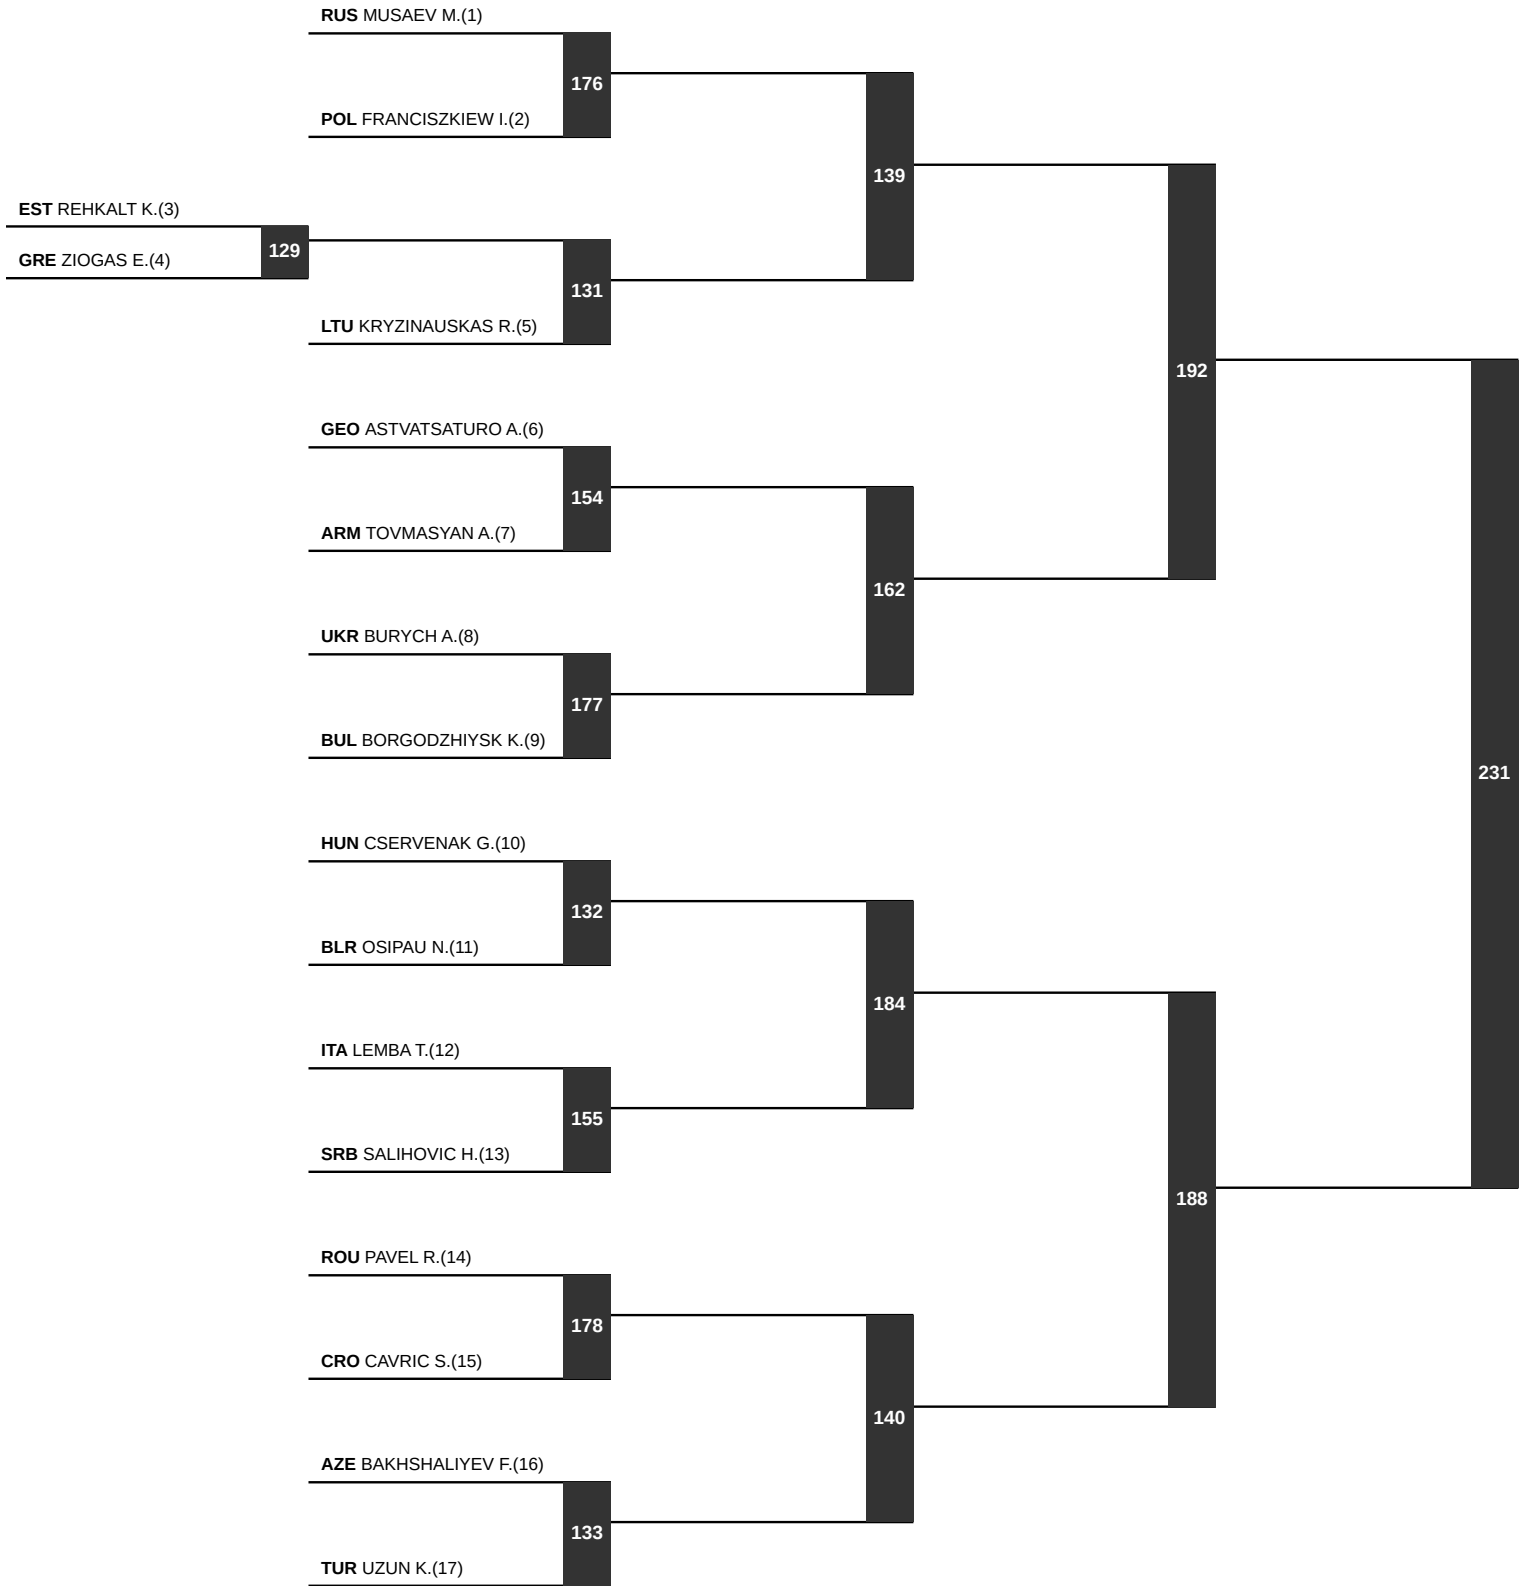 RUS MUSAEV M.(1)
176
POL FRANCISZKIEW I.(2)
139
EST REHKALT K.(3)
129
GRE ZIOGAS E.(4)
131
LTU KRYZINAUSKAS R.(5)
192
GEO ASTVATSATURO A.(6)
154
ARM TOVMASYAN A.(7)
162
UKR BURYCH A.(8)
177
BUL BORGODZHIYSK K.(9)
231
HUN CSERVENAK G.(10)
132
BLR OSIPAU N.(11)
184
ITA LEMBA T.(12)
155
SRB SALIHOVIC H.(13)
188
ROU PAVEL R.(14)
178
CRO CAVRIC S.(15)
140
AZE BAKHSHALIYEV F.(16)
133
TUR UZUN K.(17)